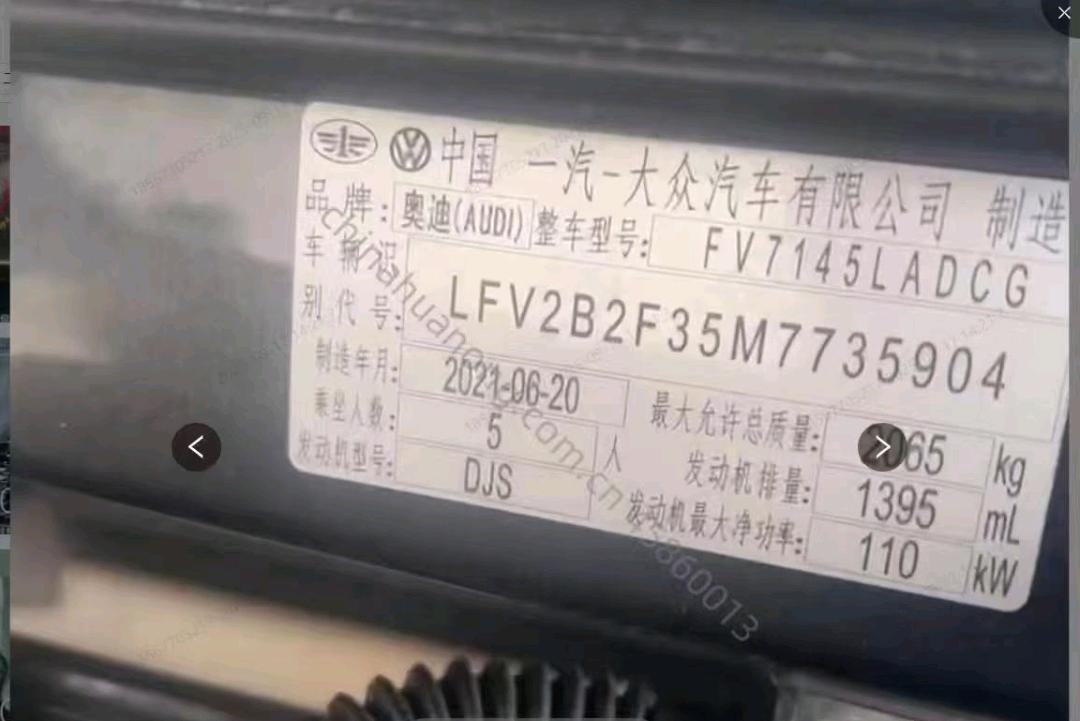 中国 一汽-大众汽车有限公司 制造
品牌: 奥迪(AUDI) 整车型号: FV7145LADCG
车辆识别代号: LFV2B2F35M7735904
制造年月: 2021-06-20 最大允许总质量: 2065 kg
乘坐人数: 5 人 发动机排量: 1395 mL
发动机型号: DJS 发动机最大净功率: 110 kW